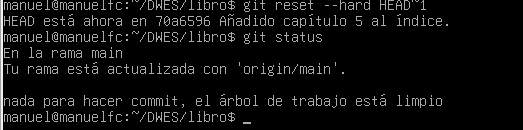 manuel@manuelfc:~/DWES/libro$ git reset --hard HEAD~1
HEAD está ahora en 70a6596 Añadido capítulo 5 al índice.
manuel@manuelfc:~/DWES/libro$ git status
En la rama main
Tu rama está actualizada con 'origin/main'.
nada para hacer commit, el árbol de trabajo está limpio
manuel@manuelfc:~/DWES/libro$ _